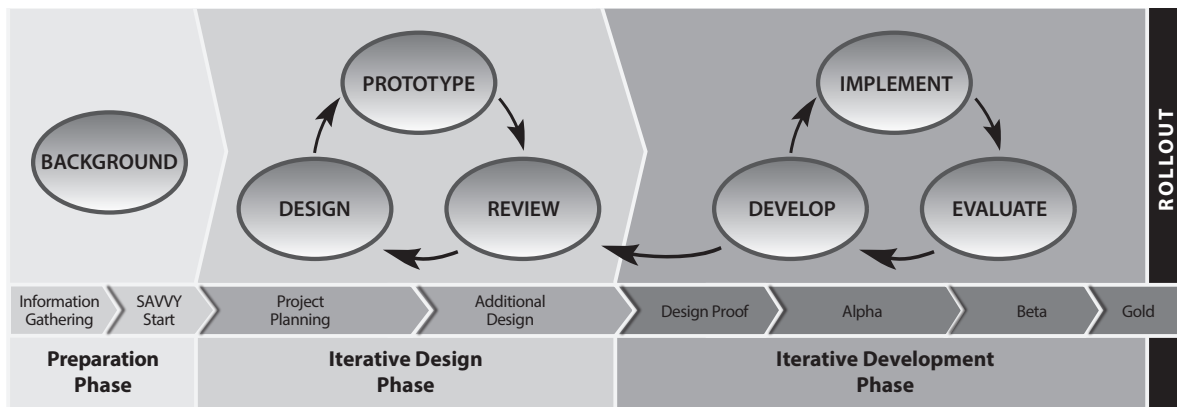 BACKGROUND
PROTOTYPE
DESIGN
REVIEW
IMPLEMENT
DEVELOP
EVALUATE
ROLLOUT
Information
Gathering
SAVVY
Start
Project
Planning
Additional
Design
Design Proof
Alpha
Beta
Gold
Preparation
Phase
Iterative Design
Phase
Iterative Development
Phase